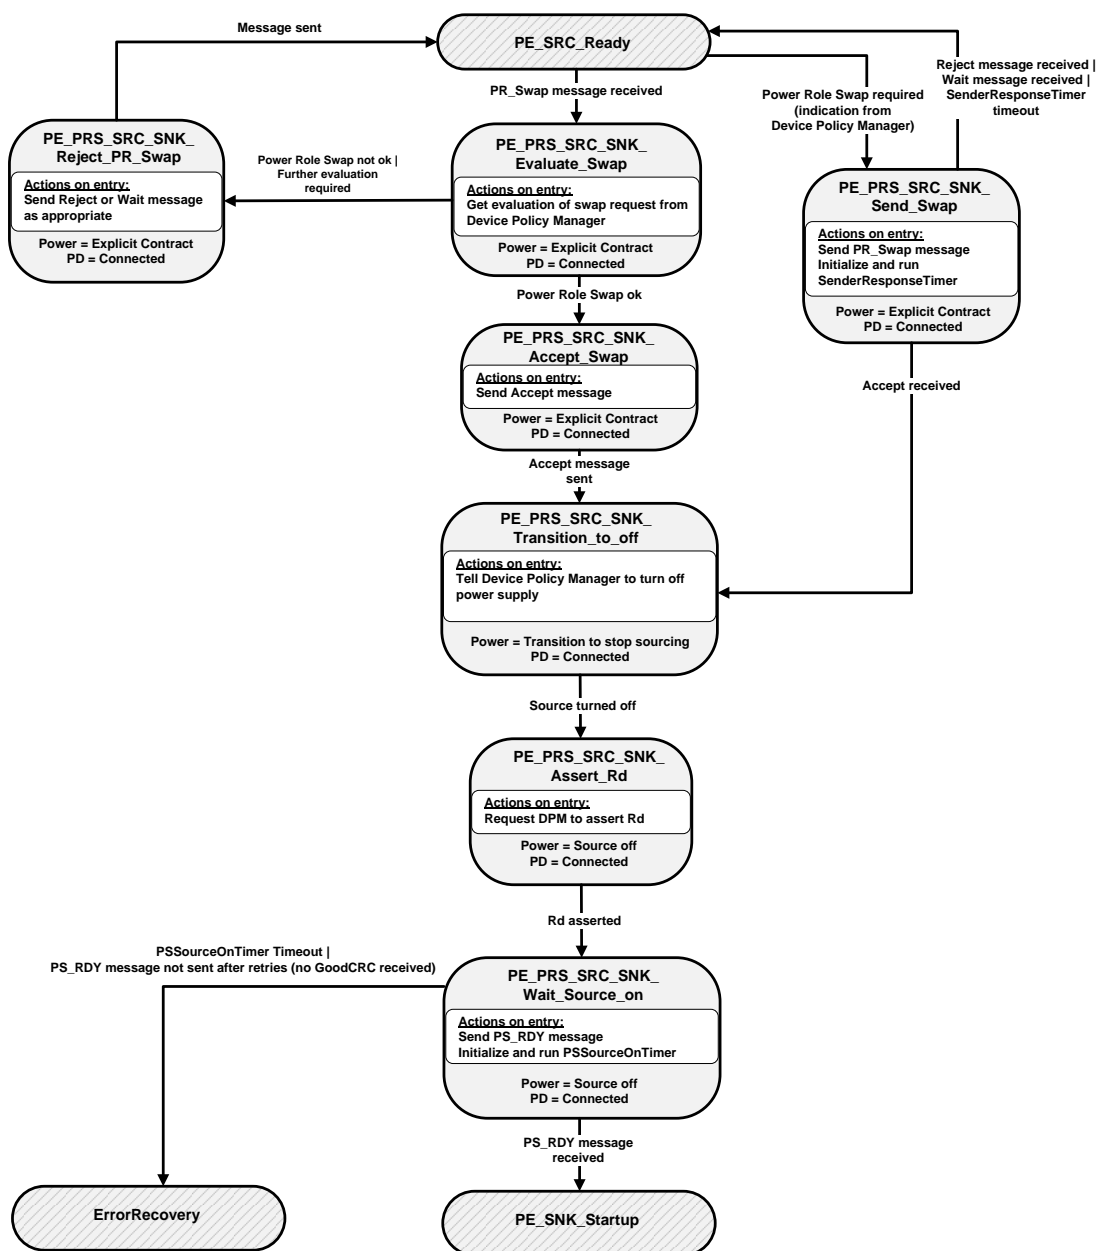 Message sent
PE_SRC_Ready
Reject message received |
Wait message received |
SenderResponseTimer
timeout
PR_Swap message received
Power Role Swap required
(indication from
Device Policy Manager)
PE_PRS_SRC_SNK_
Reject_PR_Swap
Actions on entry:
Send Reject or Wait message
as appropriate
Power = Explicit Contract
PD = Connected
Power Role Swap not ok |
Further evaluation
required
PE_PRS_SRC_SNK_
Evaluate_Swap
Actions on entry:
Get evaluation of swap request from
Device Policy Manager
Power = Explicit Contract
PD = Connected
PE_PRS_SRC_SNK_
Send_Swap
Actions on entry:
Send PR_Swap message
Initialize and run
SenderResponseTimer
Power = Explicit Contract
PD = Connected
Power Role Swap ok
PE_PRS_SRC_SNK_
Accept_Swap
Actions on entry:
Send Accept message
Power = Explicit Contract
PD = Connected
Accept received
Accept message
sent
PE_PRS_SRC_SNK_
Transition_to_off
Actions on entry:
Tell Device Policy Manager to turn off
power supply
Power = Transition to stop sourcing
PD = Connected
Source turned off
PE_PRS_SRC_SNK_
Assert_Rd
Actions on entry:
Request DPM to assert Rd
Power = Source off
PD = Connected
Rd asserted
PSSourceOnTimer Timeout |
PS_RDY message not sent after retries (no GoodCRC received)
PE_PRS_SRC_SNK_
Wait_Source_on
Actions on entry:
Send PS_RDY message
Initialize and run PSSourceOnTimer
Power = Source off
PD = Connected
PS_RDY message
received
ErrorRecovery
PE_SNK_Startup